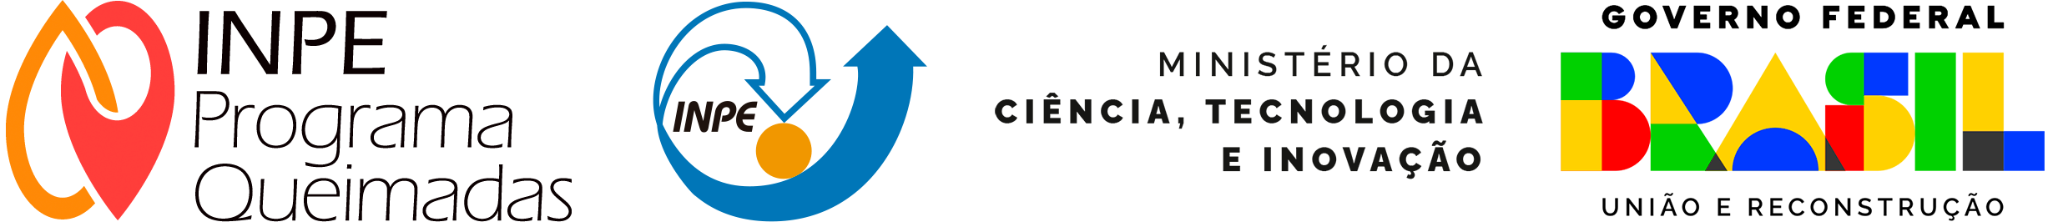 INPE
Programa
Queimadas
INPE
MINISTÉRIO DA
CIÊNCIA, TECNOLOGIA
E INOVAÇÃO
GOVERNO FEDERAL
BRASIL
UNIÃO E RECONSTRUÇÃO